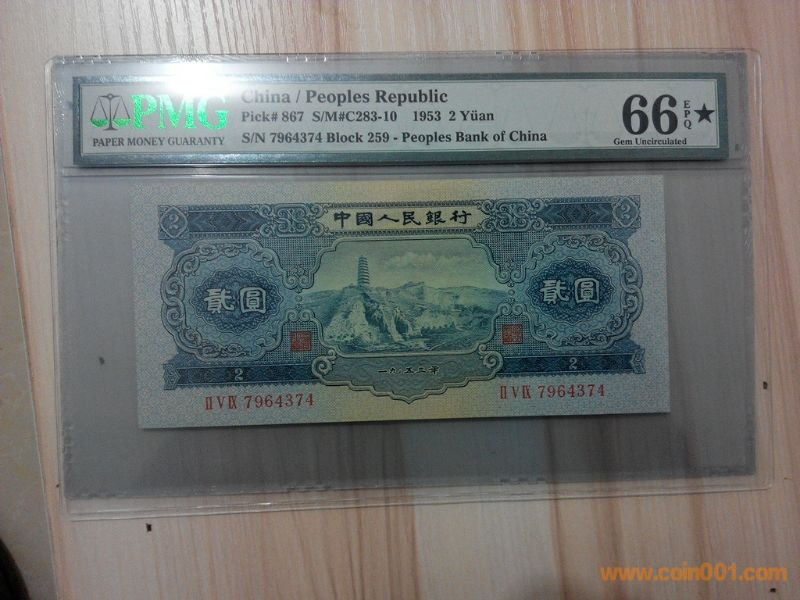 PMG
PAPER MONEY GUARANTY
China / Peoples Republic
Pick# 867 S/M#C283-10 1953 2 Yüan
S/N 7964374 Block 259 - Peoples Bank of China
66 EPQ ★
Gem Uncirculated
中國人民銀行
2 2
貳圓 貳圓
一九五三年
2 2
II V IX 7964374 II V IX 7964374
www.coin001.com